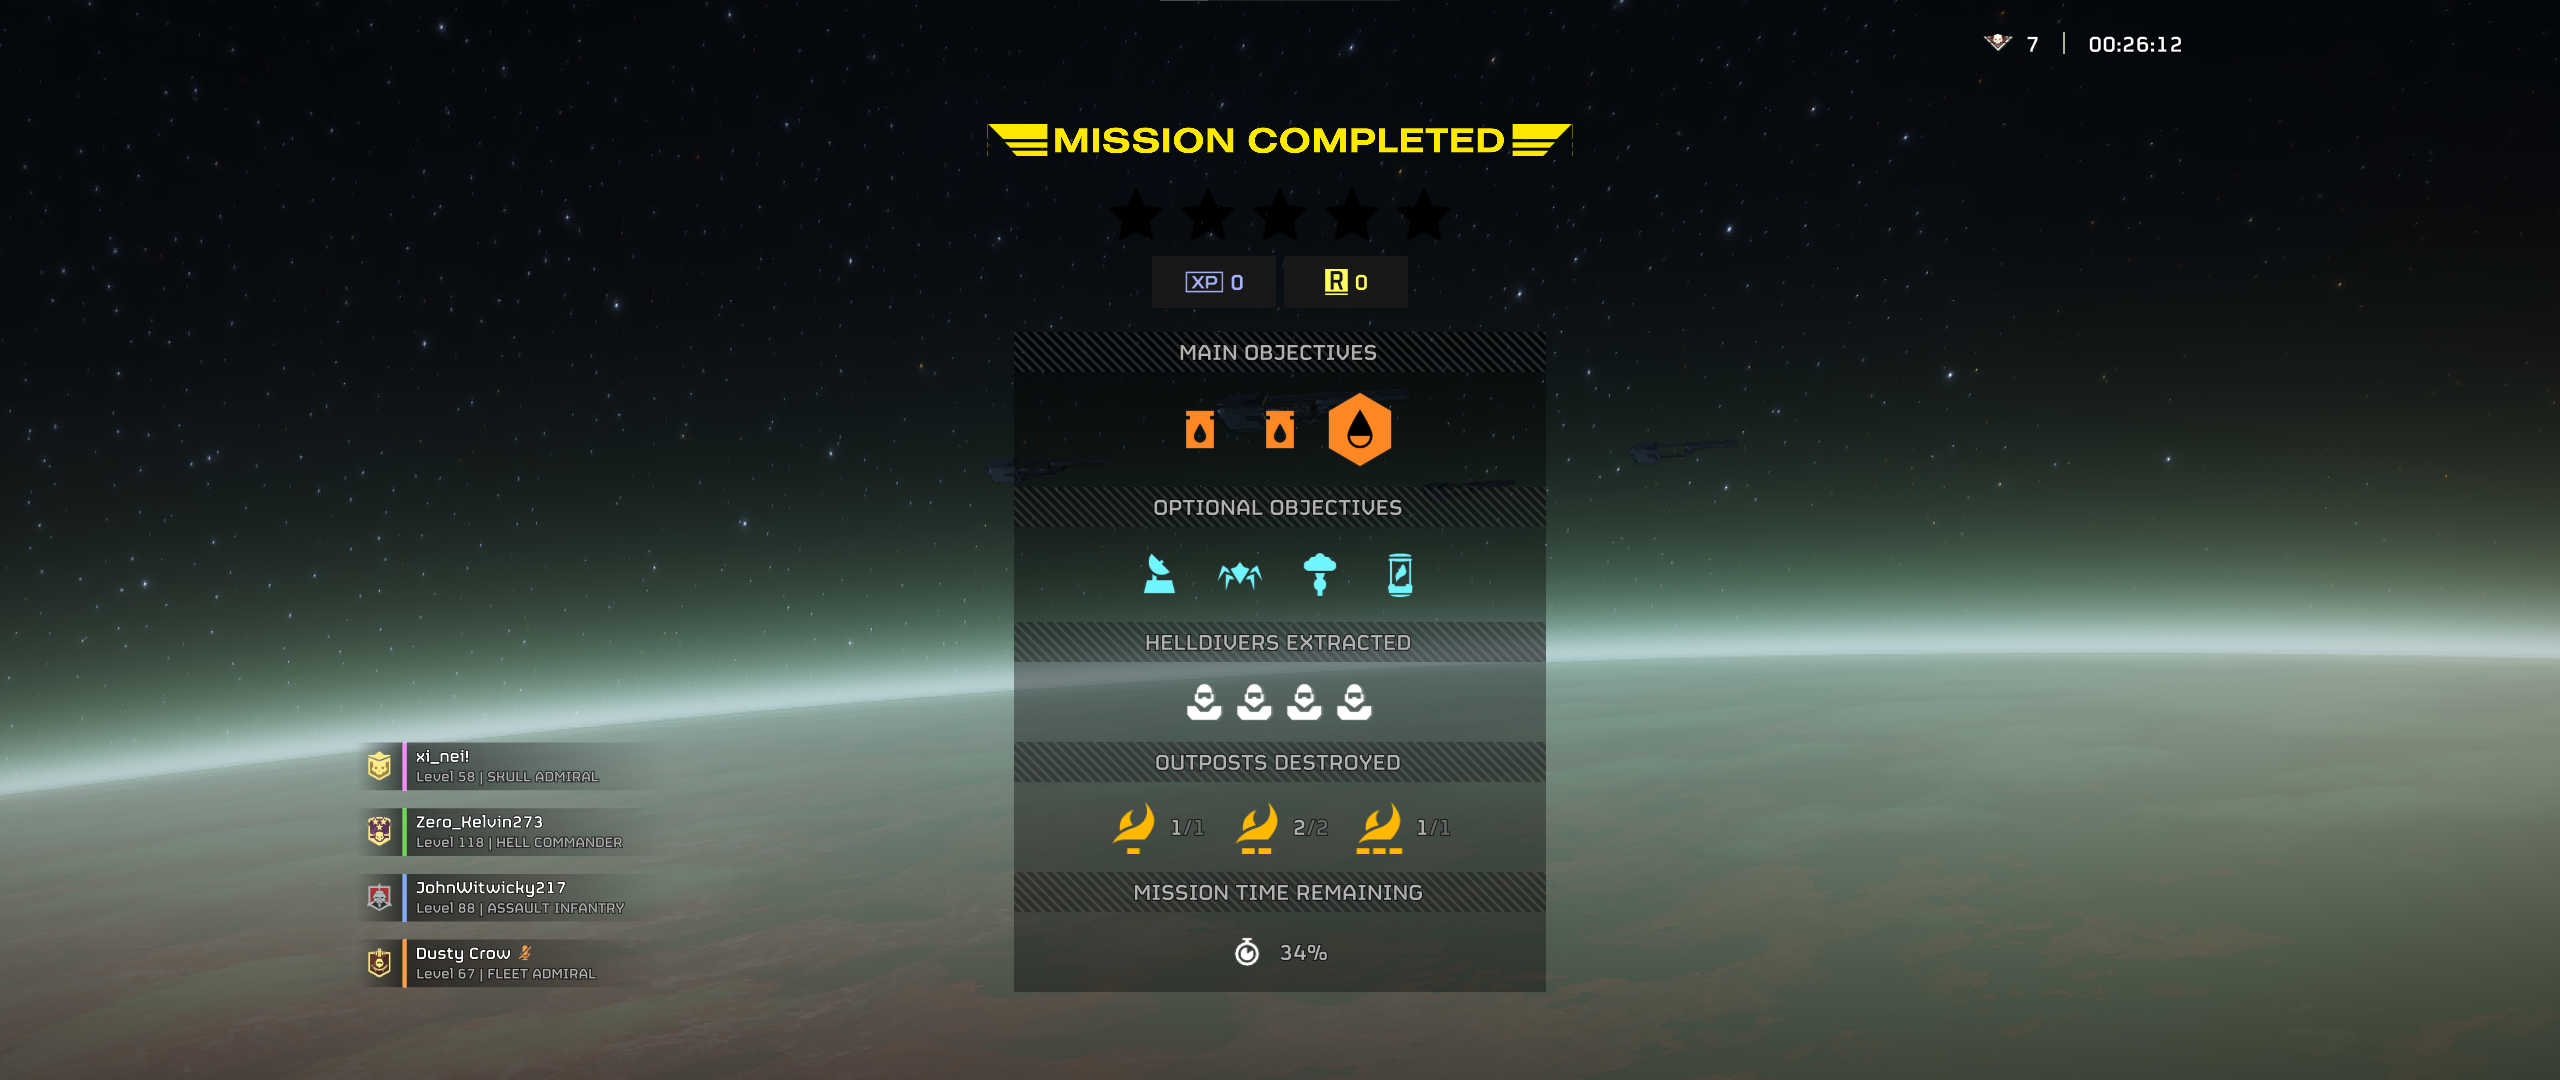 7 | 00:26:12
MISSION COMPLETED
XP 0
R 0
MAIN OBJECTIVES
OPTIONAL OBJECTIVES
HELLDIVERS EXTRACTED
OUTPOSTS DESTROYED
1/1
2/2
1/1
MISSION TIME REMAINING
34%
xi_nei!
Level 58 | SKULL ADMIRAL
Zero_Kelvin273
Level 118 | HELL COMMANDER
JohnWitwicky217
Level 88 | ASSAULT INFANTRY
Dusty Crow
Level 67 | FLEET ADMIRAL